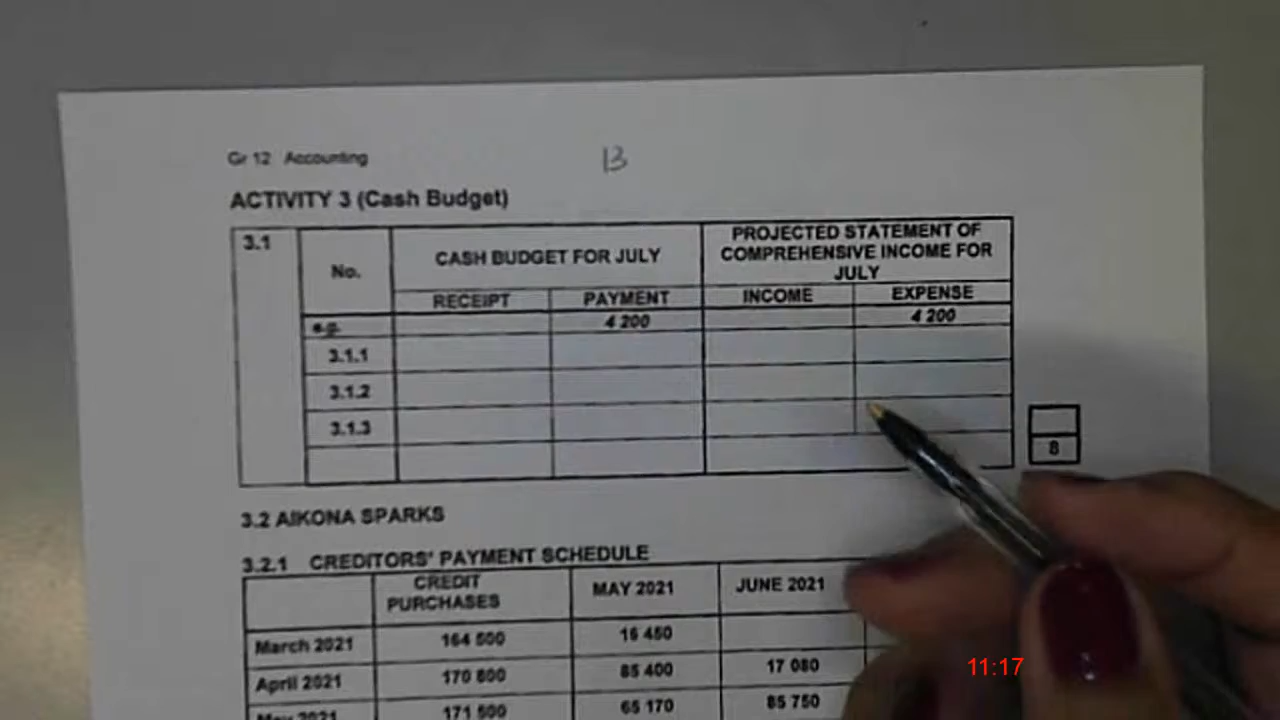 Gr 12 Accounting
13
ACTIVITY 3 (Cash Budget)
3.1
No.
CASH BUDGET FOR JULY
PROJECTED STATEMENT OF COMPREHENSIVE INCOME FOR JULY
RECEIPT PAYMENT INCOME EXPENSE
e.g. 4 200 4 200
3.1.1
3.1.2
3.1.3
8
3.2 AIKONA SPARKS
3.2.1 CREDITORS' PAYMENT SCHEDULE
CREDIT PURCHASES MAY 2021 JUNE 2021
March 2021 164 500 16 450
April 2021 170 800 85 400 17 080
May 2021 171 500 65 170 85 750
11:17